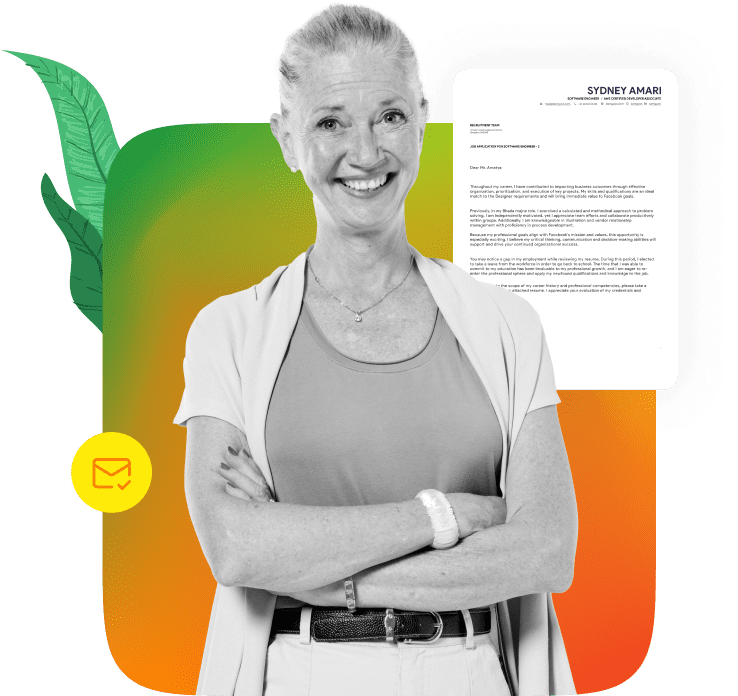 SYDNEY AMARI
SOFTWARE ENGINEER | AWS CERTIFIED DEVELOPER ASSOCIATE
RECRUITMENT TEAM
JOB APPLICATION FOR SOFTWARE ENGINEER - 2
Dear Mr. Amatya
Throughout my career, I have contributed to impacting business outcomes through effective
organization, prioritization, and execution of key projects. My skills and qualifications are an ideal
match to the Designer requirements and will bring immediate value to Facebook goals.
Previously, in my Bhada major role, I exercised a calculated and methodical approach to problem
solving. I am independently motivated, yet I appreciate team efforts and collaborate productively
within groups. Additionally, I am knowledgeable in illustration and vendor relationship
management with proficiency in process development.
Because my professional goals align with Facebook's mission and values, this opportunity is
especially exciting. I believe my critical thinking, communication and decision-making abilities will
support and drive your continued organizational success.
You may notice a gap in my employment while reviewing my resume. During this period, I elected
to take a leave from the workforce in order to go back to school. The time that I was able to
commit to my education has been invaluable to my professional growth, and I am eager to re-
enter the professional sphere and apply my newfound qualifications and knowledge to the job.
the scope of my career history and professional competencies, please take a
attached resume. I appreciate your evaluation of my credentials and